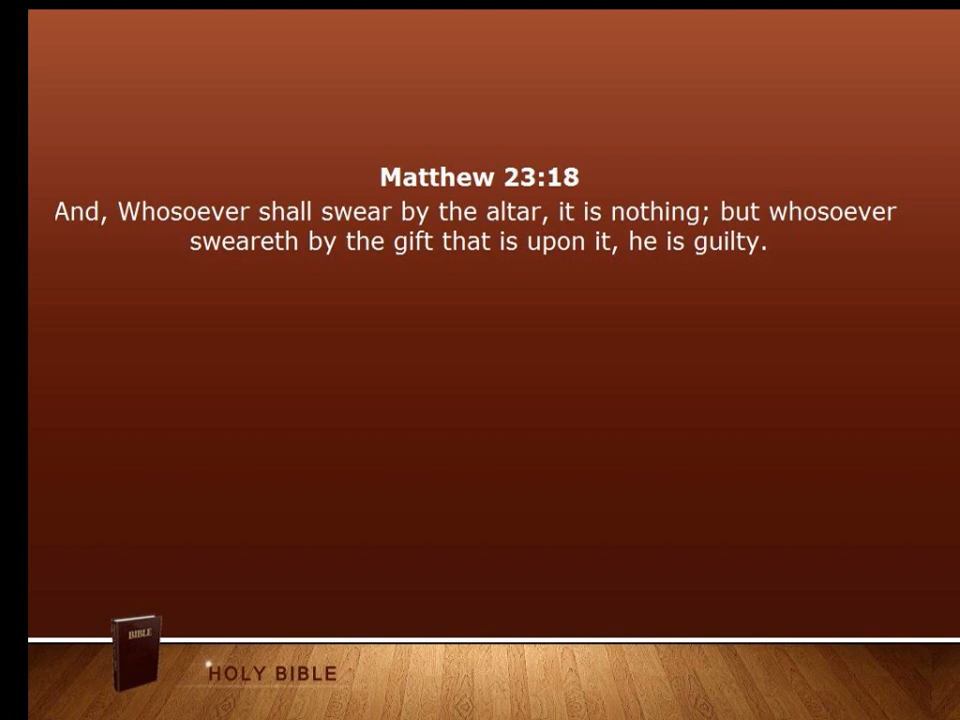 Matthew 23:18
And, Whosoever shall swear by the altar, it is nothing; but whosoever
sweareth by the gift that is upon it, he is guilty.
BIBLE
HOLY BIBLE